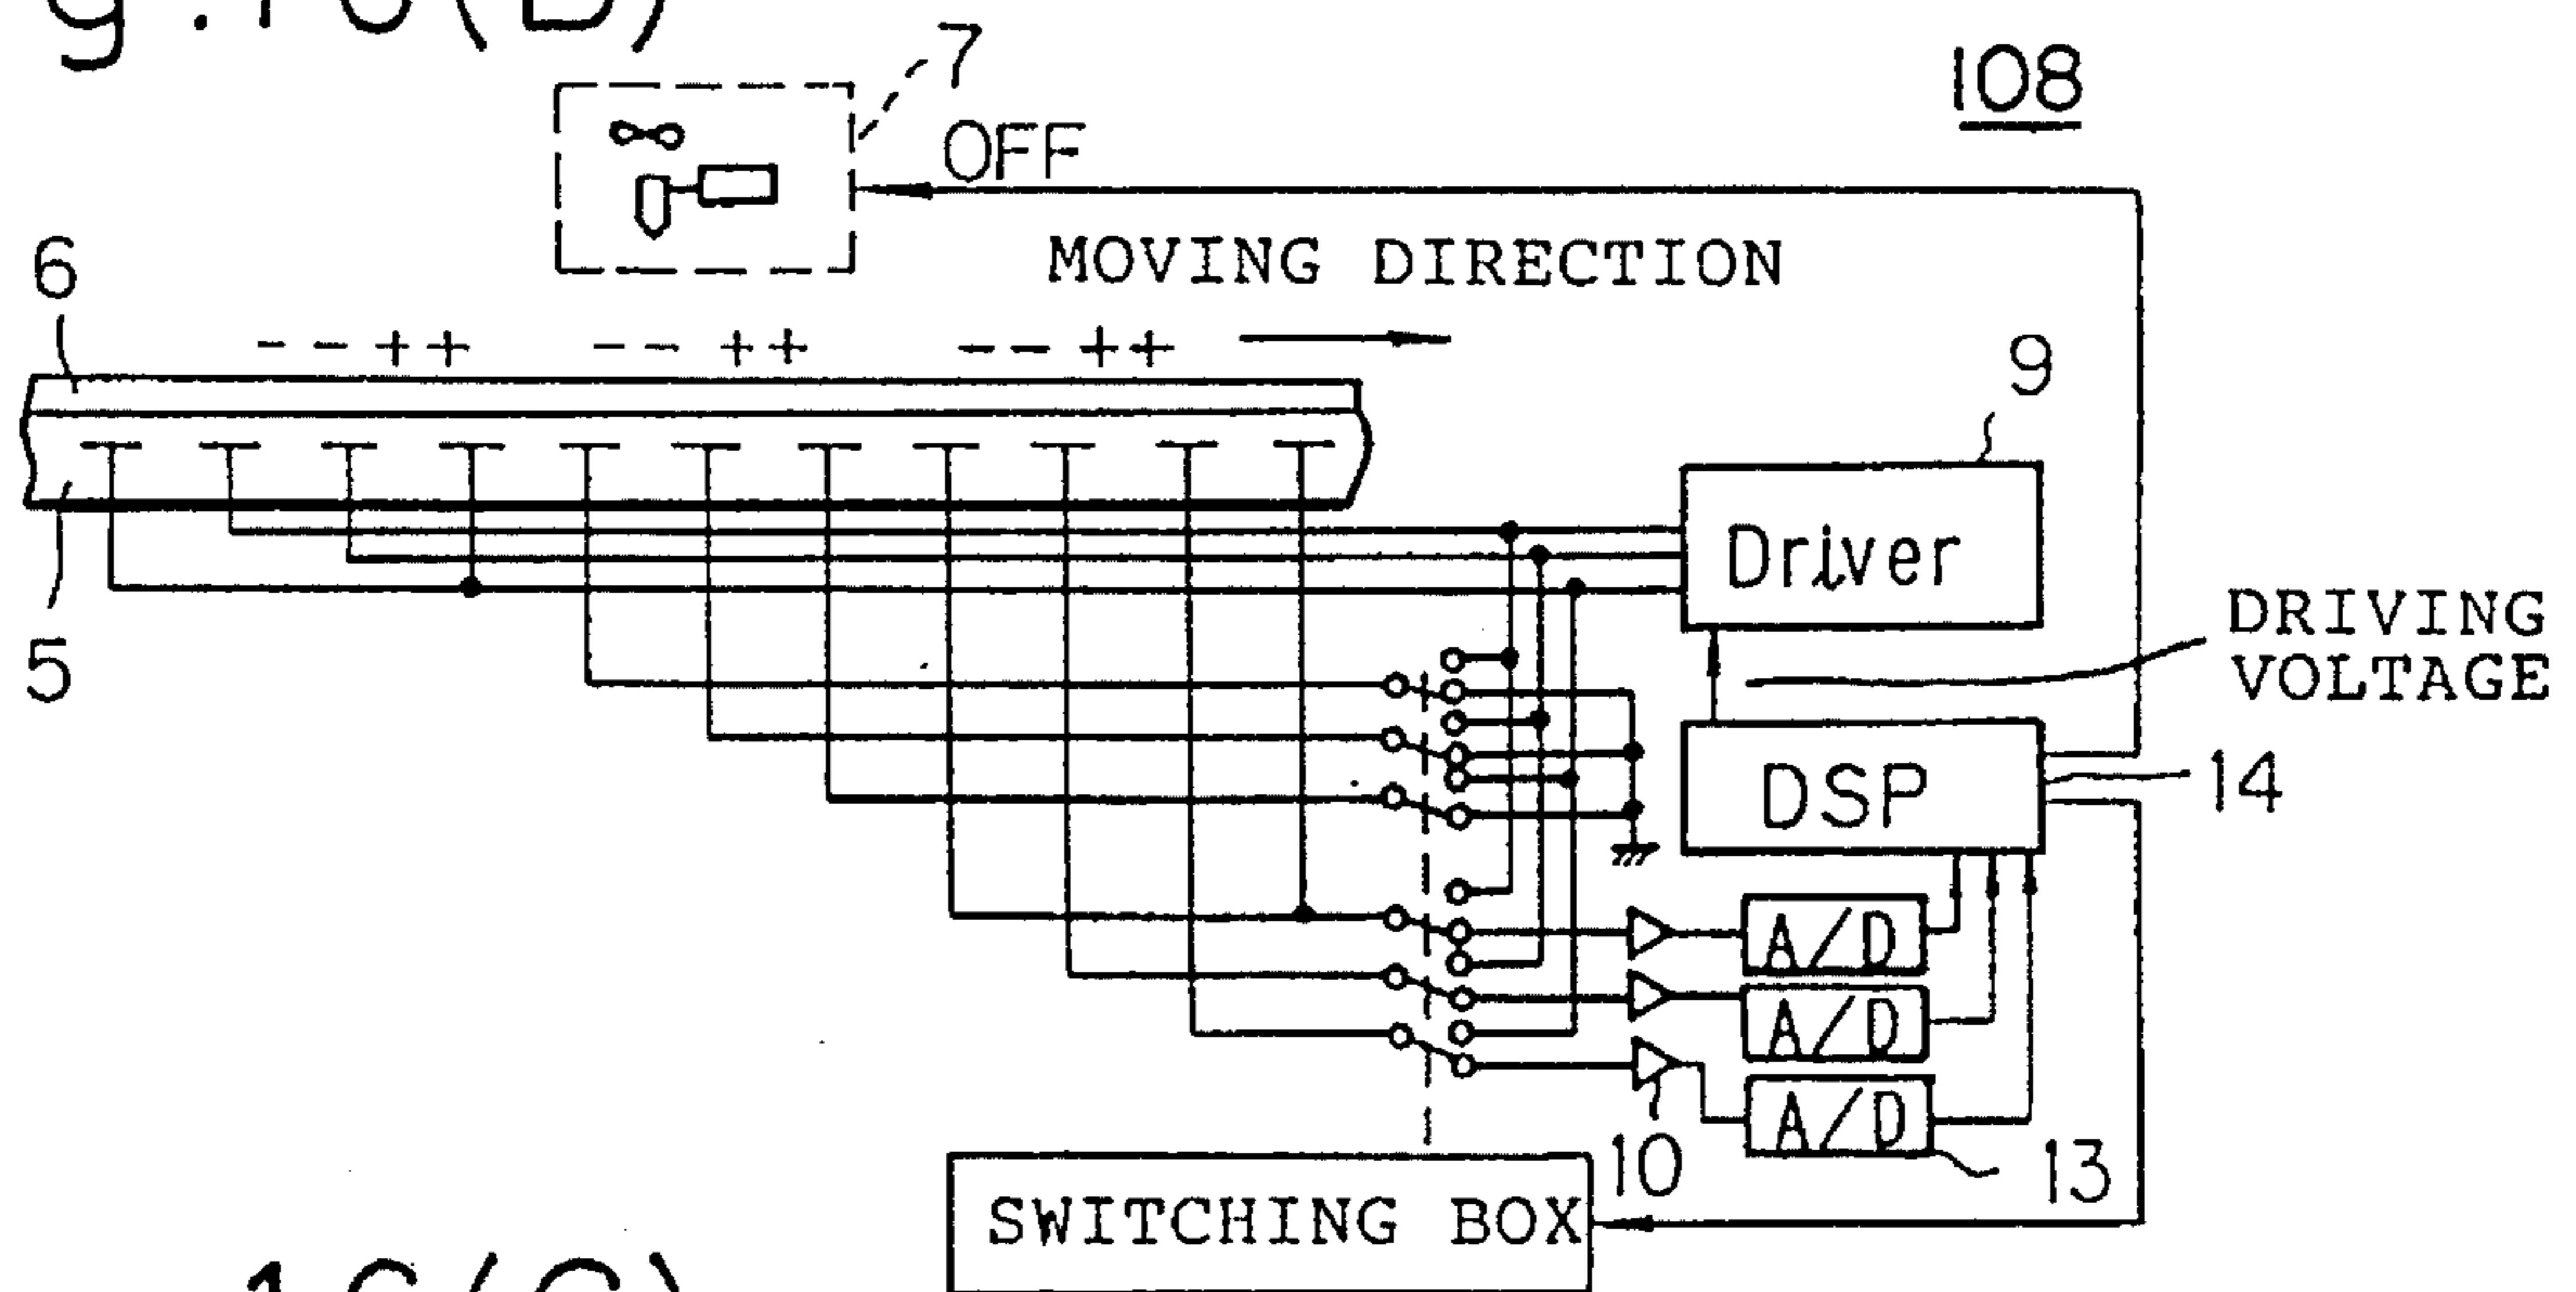 7
108
OFF
MOVING DIRECTION
6
- - + +   - - + +   - - + +
9
Driver
5
DRIVING
VOLTAGE
DSP
14
A/D
A/D
A/D
10
13
SWITCHING BOX